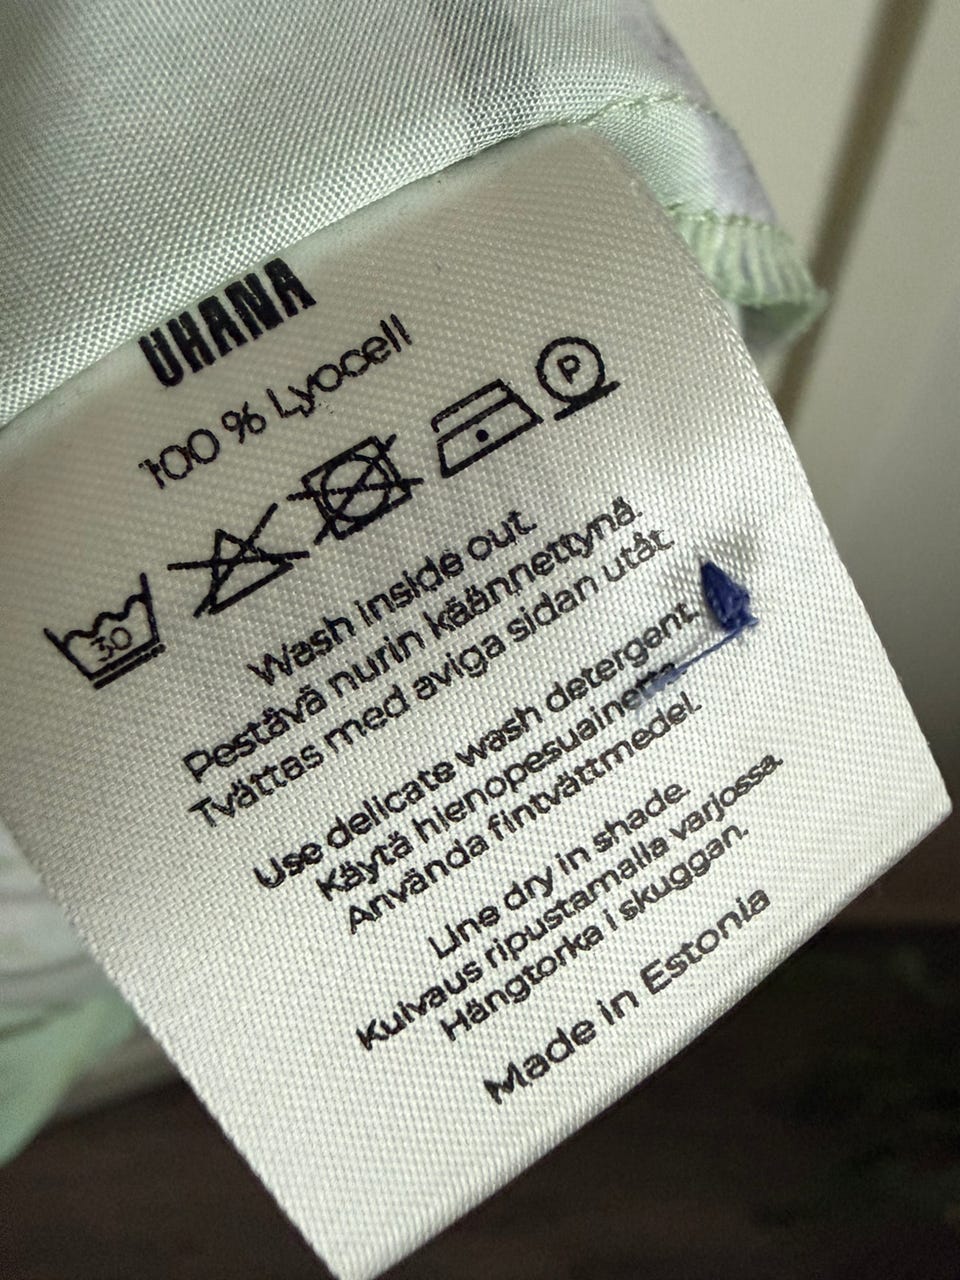 UHANA
100 % Lyocell
P
30
Wash inside out.
Pestävä nurin käännettynä.
Tvättas med aviga sidan utåt
Use delicate wash detergent.
Käytä hienopesuainetta
Använda fintvättmedel.
Line dry in shade.
Kuivaus ripustamalla varjossa.
Hängtorka i skuggan.
Made in Estonia